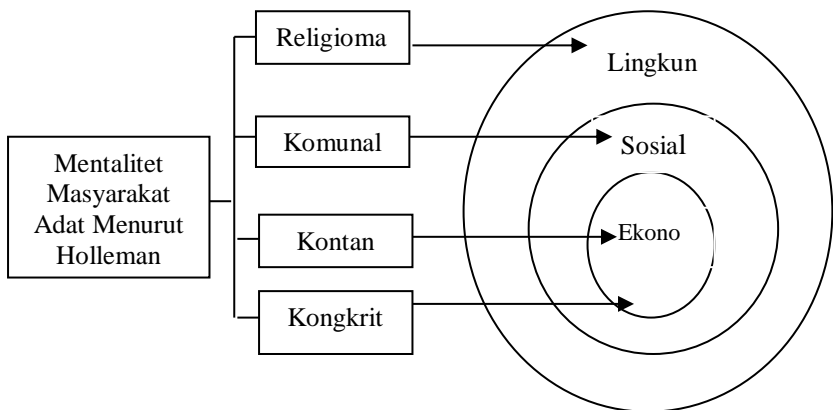 Mentalitet
Masyarakat
Adat Menurut
Holleman
Religioma
Komunal
Kontan
Kongkrit
Lingkun
Sosial
Ekono